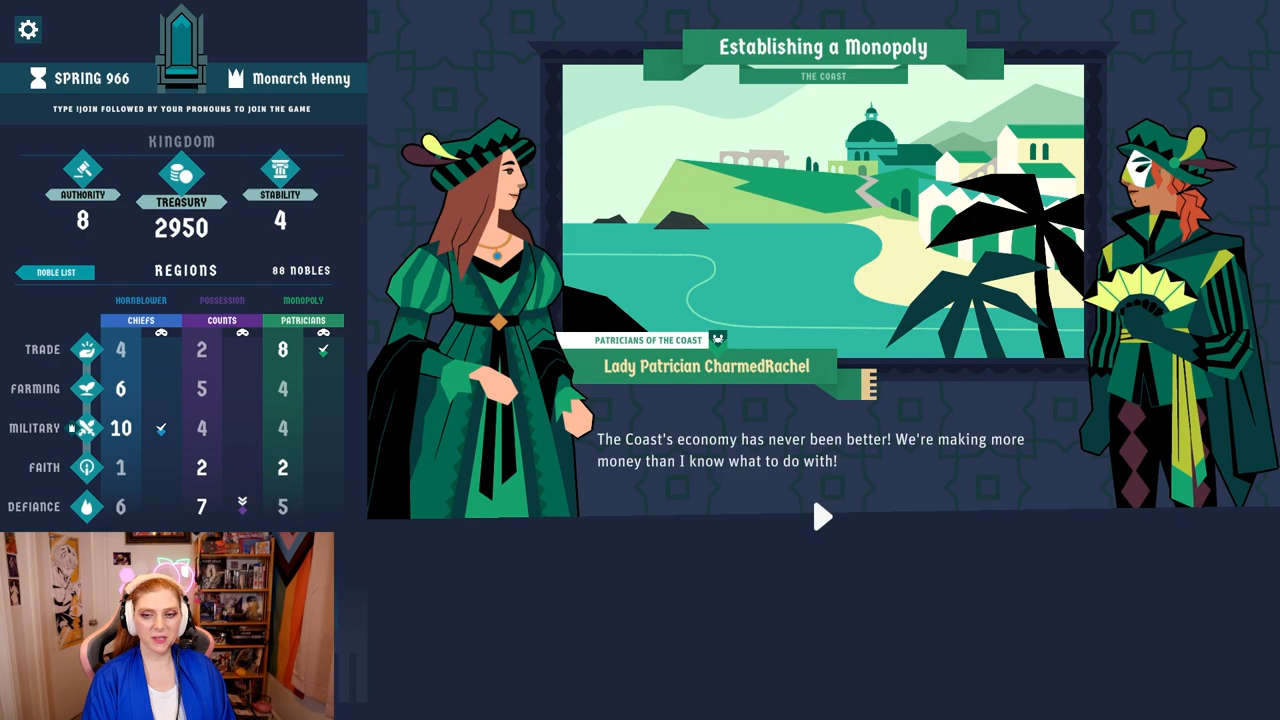 SPRING 966
Monarch Henny
TYPE !JOIN FOLLOWED BY YOUR PRONOUNS TO JOIN THE GAME
KINGDOM
AUTHORITY
TREASURY
STABILITY
8
2950
4
NOBLE LIST
REGIONS
88 NOBLES
HORNBLOWER
POSSESSION
MONOPOLY
CHIEFS
COUNTS
PATRICIANS
TRADE 4 2 8
FARMING 6 5 4
MILITARY 10 4 4
FAITH 1 2 2
DEFIANCE 6 7 5
Establishing a Monopoly
THE COAST
PATRICIANS OF THE COAST
Lady Patrician CharmedRachel
The Coast's economy has never been better! We're making more
money than I know what to do with!